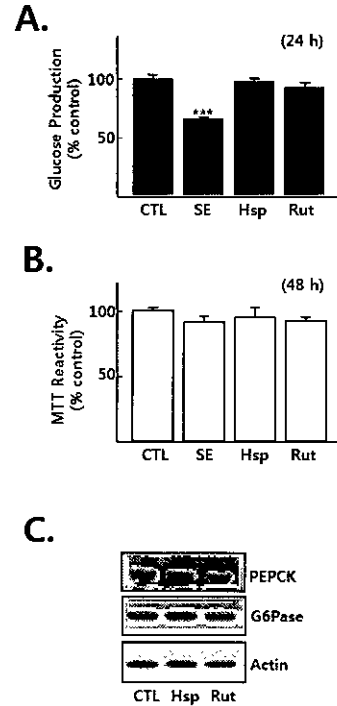 A.
(24 h)
Glucose Production
(% control)
100
50
***
CTL SE Hsp Rut
B.
(48 h)
MTT Reactivity
(% control)
100
50
CTL SE Hsp Rut
C.
PEPCK
G6Pase
Actin
CTL Hsp Rut